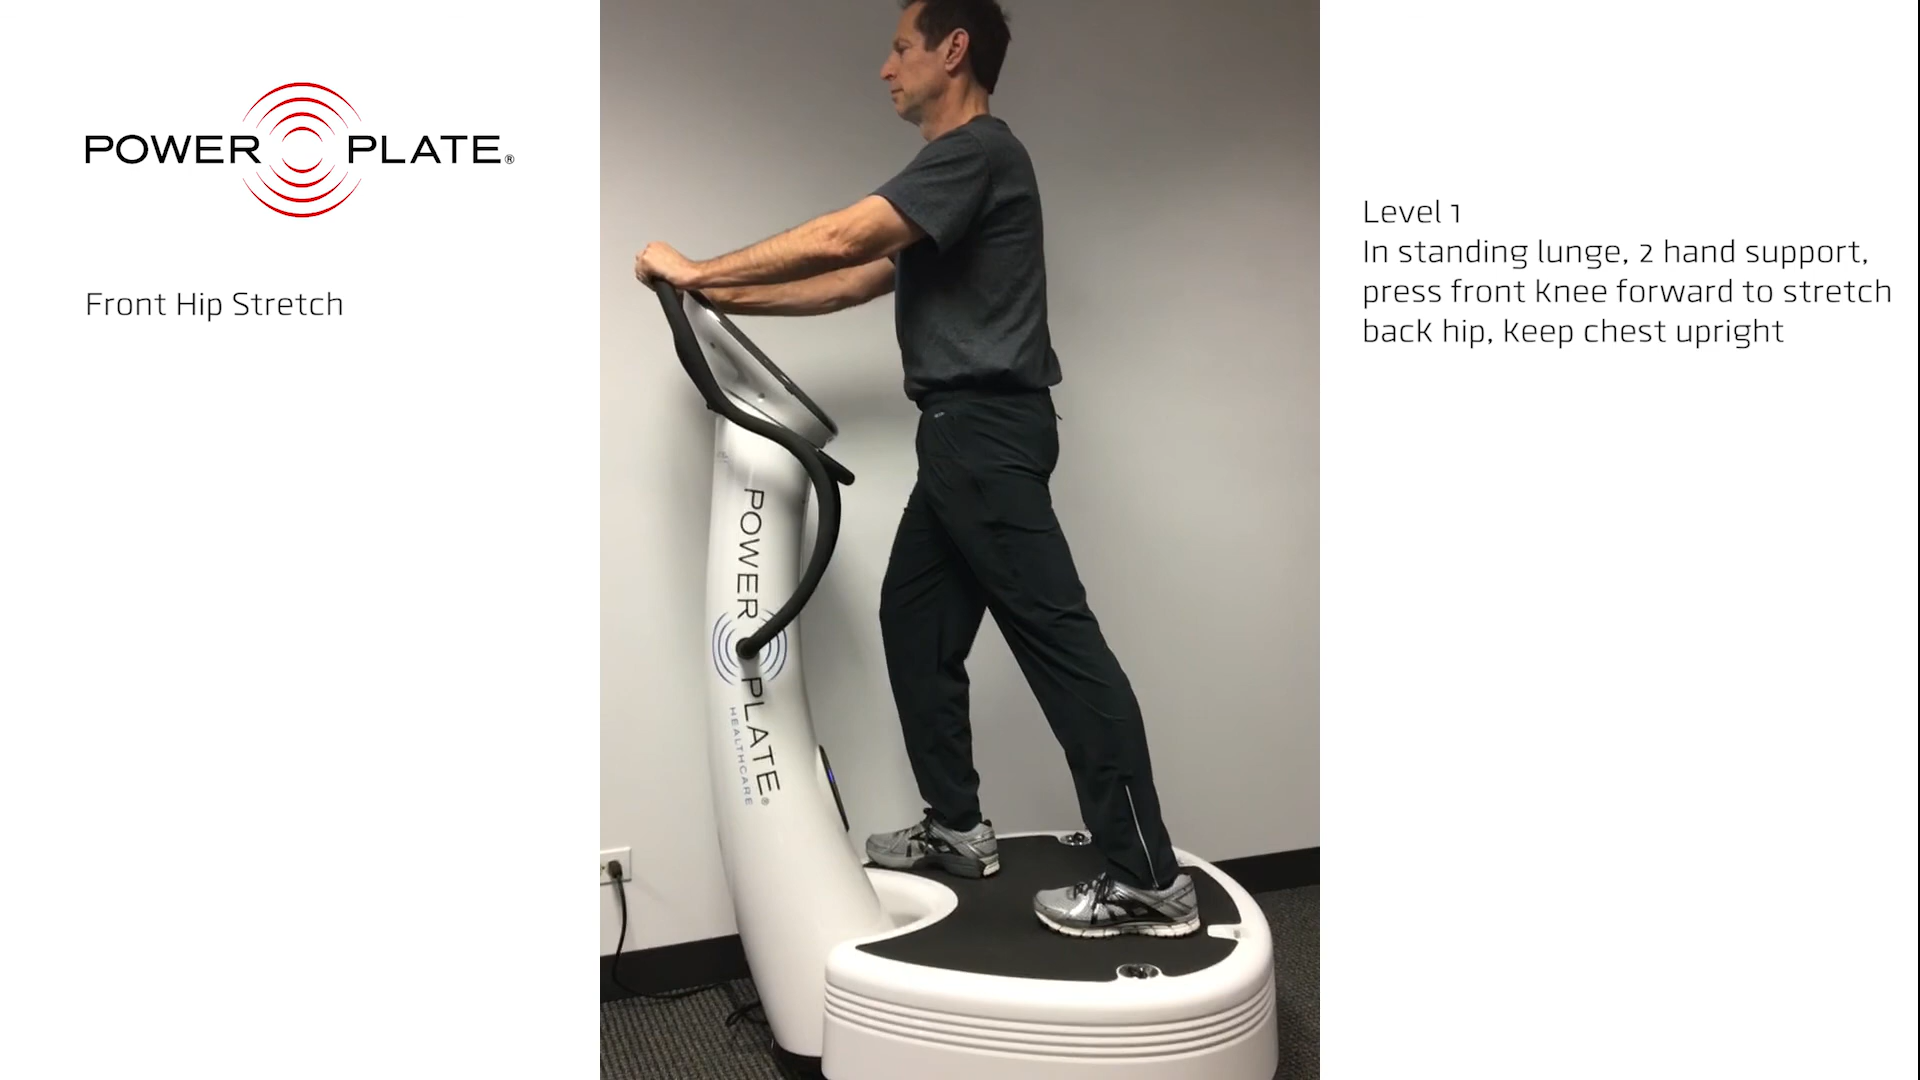 POWER PLATE®
Front Hip Stretch
POWER PLATE®
HEALTHCARE
Level 1
In standing lunge, 2 hand support,
press front knee forward to stretch
back hip, keep chest upright